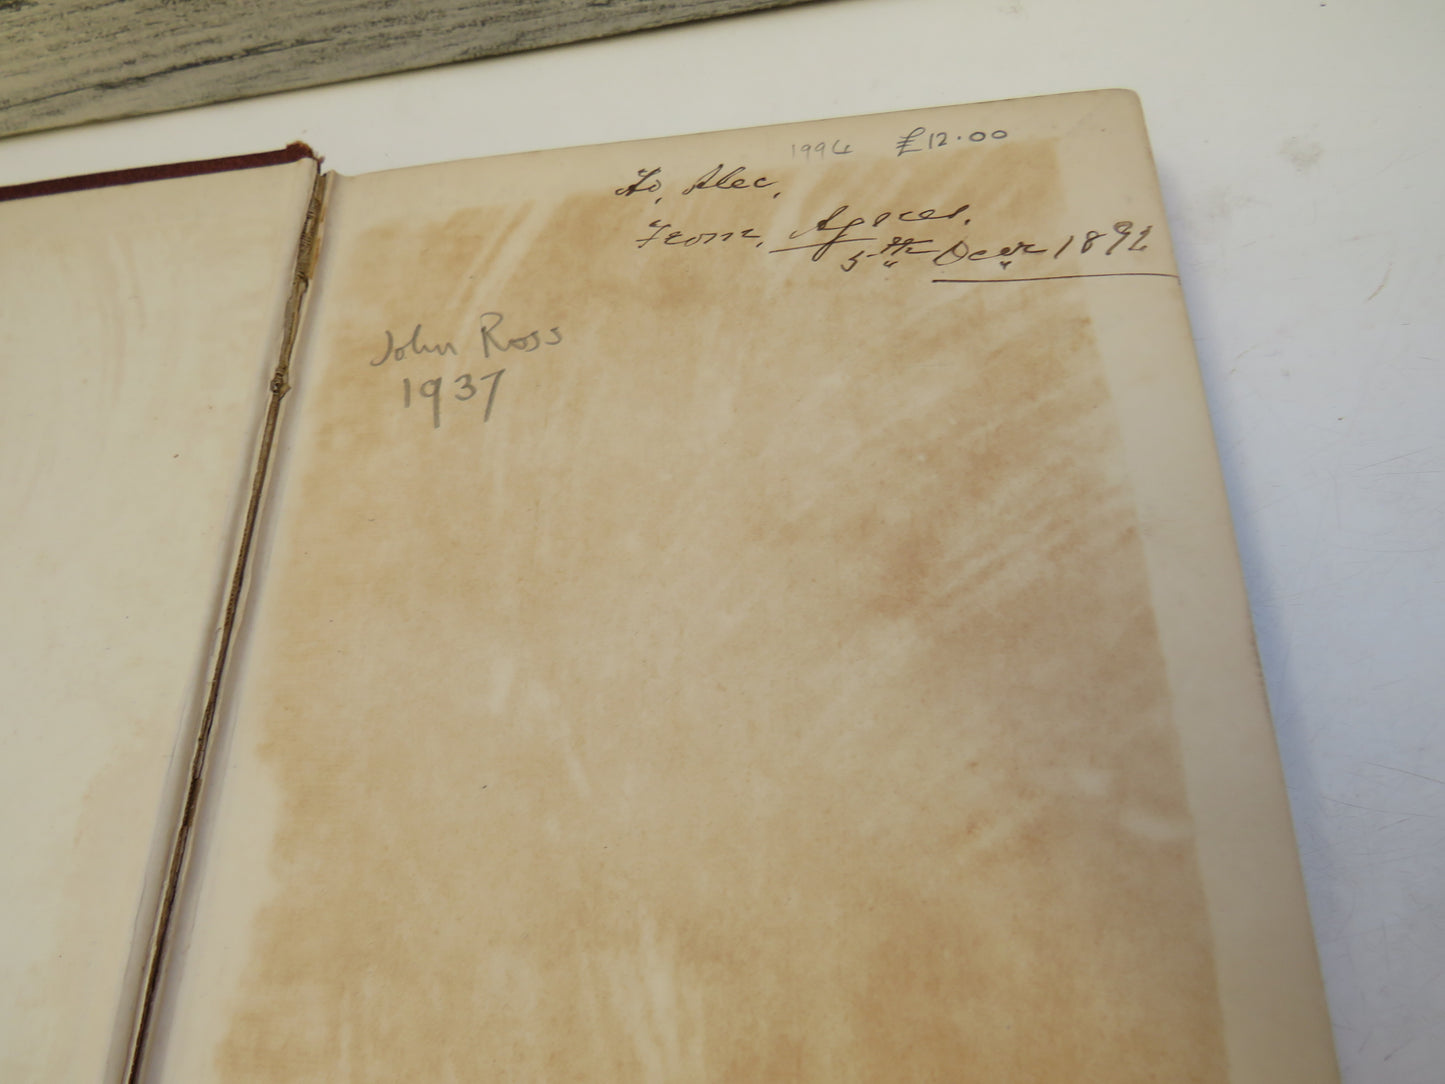 1994 £12.00
To, Alec,
From, Agnes,
5th Decr 1892
John Ross
1937